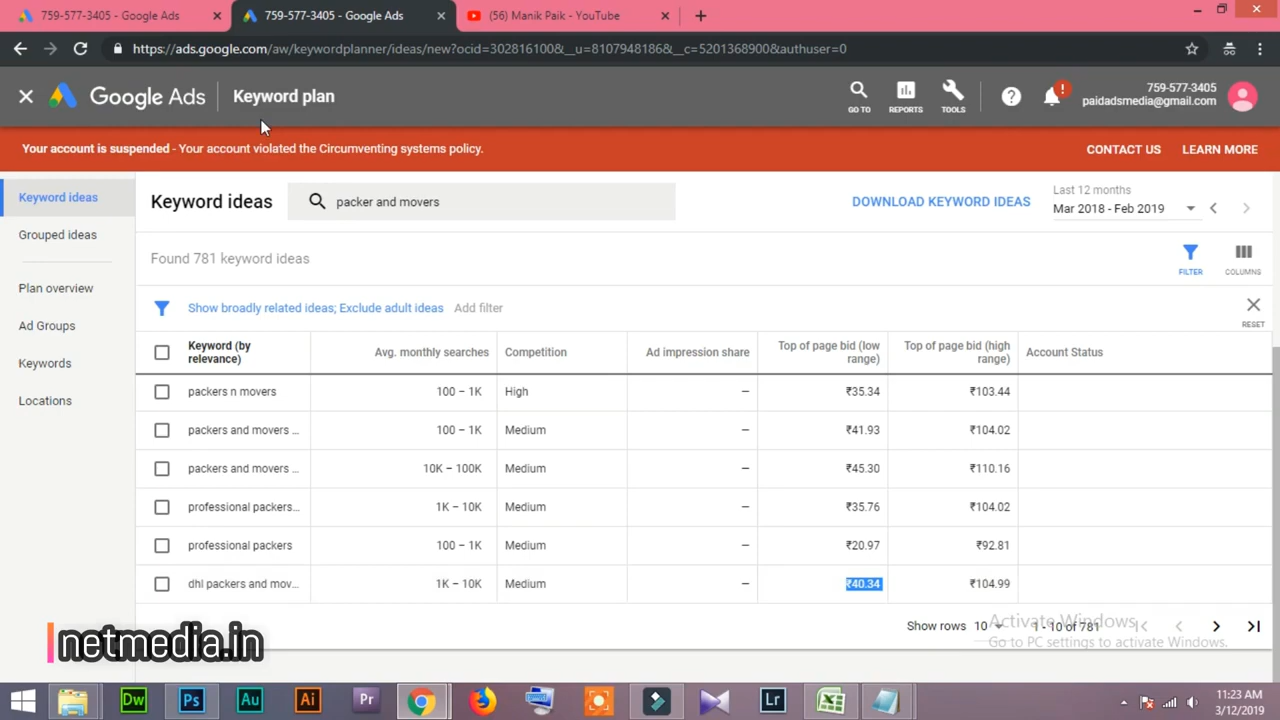 759-577-3405 - Google Ads
759-577-3405 - Google Ads
(56) Manik Paik - YouTube
https://ads.google.com/aw/keywordplanner/ideas/new?ocid=302816100&__u=8107948186&__c=5201368900&authuser=0
Google Ads
Keyword plan
GO TO
REPORTS
TOOLS
759-577-3405
paidadsmedia@gmail.com
Your account is suspended - Your account violated the Circumventing systems policy.
CONTACT US
LEARN MORE
Keyword ideas
Grouped ideas
Plan overview
Ad Groups
Keywords
Locations
Keyword ideas
packer and movers
DOWNLOAD KEYWORD IDEAS
Last 12 months
Mar 2018 - Feb 2019
Found 781 keyword ideas
FILTER
COLUMNS
Show broadly related ideas; Exclude adult ideas Add filter
RESET
Keyword (by relevance) Avg. monthly searches Competition Ad impression share Top of page bid (low range) Top of page bid (high range) Account Status
packers n movers 100 – 1K High – ₹35.34 ₹103.44
packers and movers ... 100 – 1K Medium – ₹41.93 ₹104.02
packers and movers ... 10K – 100K Medium – ₹45.30 ₹110.16
professional packers... 1K – 10K Medium – ₹35.76 ₹104.02
professional packers 100 – 1K Medium – ₹20.97 ₹92.81
dhl packers and mov... 1K – 10K Medium – ₹40.34 ₹104.99
Show rows 10 1 - 10 of 781
Activate Windows
Go to PC settings to activate Windows.
netmedia.in
Dw
Ps
Au
Ai
Pr
Lr
11:23 AM
3/12/2019